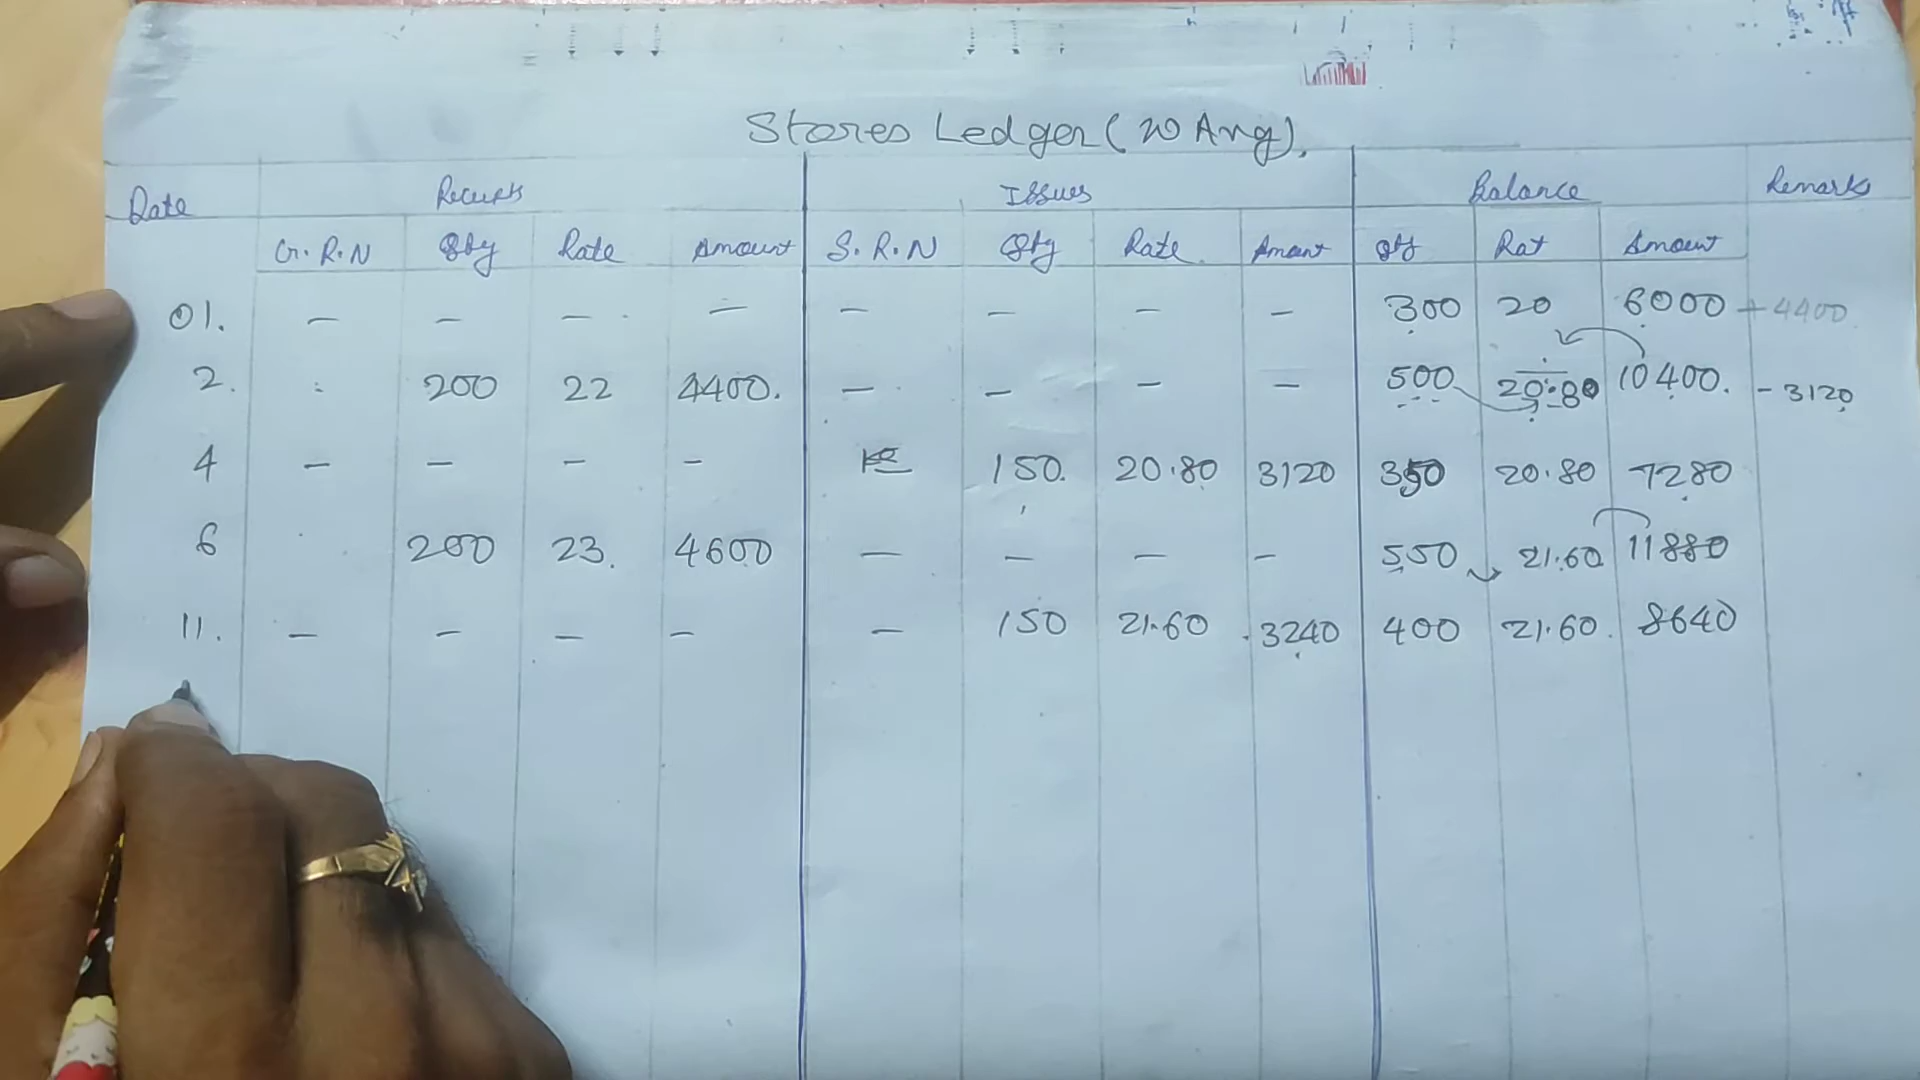 Stores Ledger (W Avg).
Date Receipts Issues Balance Remarks
G.R.N Qty Rate Amount S.R.N Qty Rate Amount Qty Rat Amount
01. - - - - - - - - 300 20 6000 + 4400
2. 200 22 4400. - - - - 500 20.80 10400. - 3120
4 - - - - 150. 20.80 3120 350 20.80 7280
6 200 23. 4600 - - - - 550 21.60 11880
11. - - - - - 150 21.60 3240 400 21.60. 8640